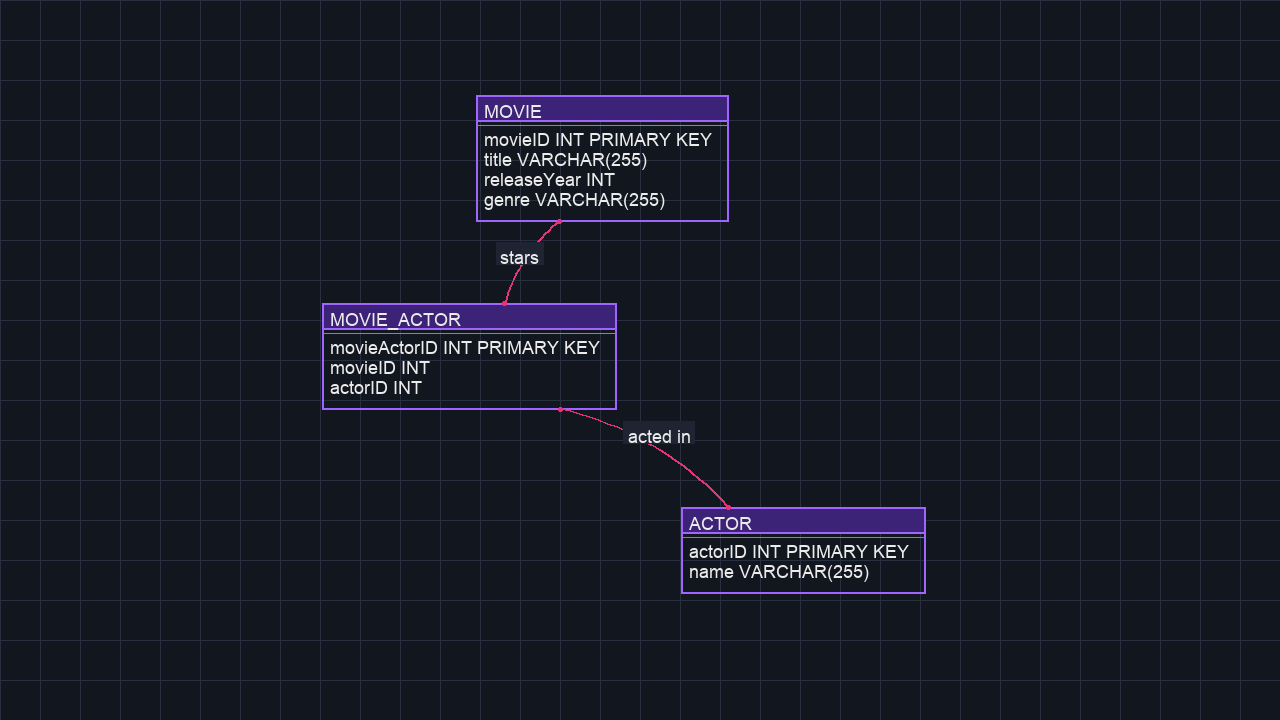 MOVIE
movieID INT PRIMARY KEY
title VARCHAR(255)
releaseYear INT
genre VARCHAR(255)
stars
MOVIE_ACTOR
movieActorID INT PRIMARY KEY
movieID INT
actorID INT
acted in
ACTOR
actorID INT PRIMARY KEY
name VARCHAR(255)